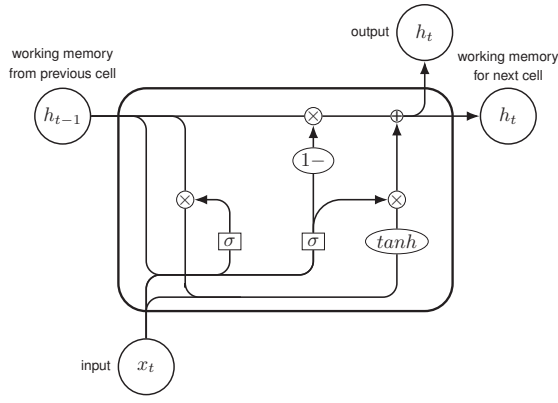 output
h_t
working memory
from previous cell
working memory
for next cell
h_{t−1}
×
+
h_t
1−
×
×
σ
σ
tanh
input
x_t